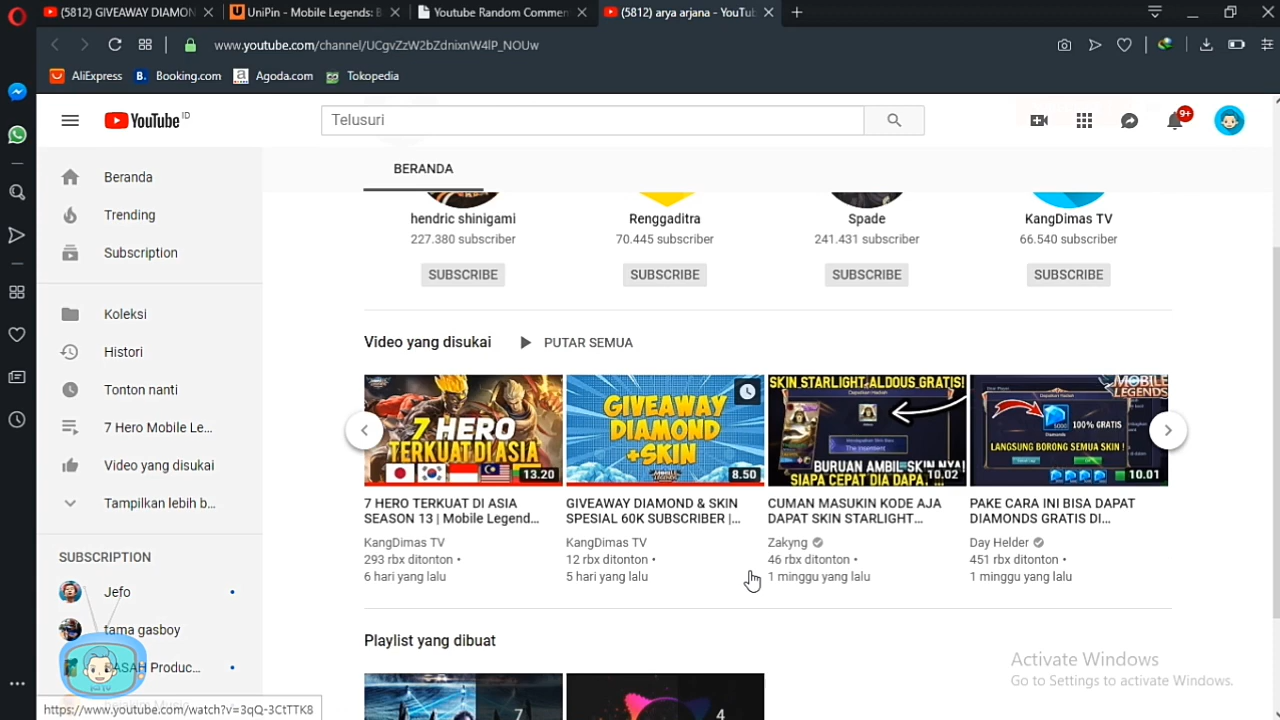 (5812) GIVEAWAY DIAMON
UniPin - Mobile Legends: B
Youtube Random Commen
(5812) arya arjana - YouTu
www.youtube.com/channel/UCgvZzW2bZdnixnW4lP_NOUw
AliExpress
B. Booking.com
a Agoda.com
Tokopedia
YouTube ID
Telusuri
9+
Beranda
Trending
Subscription
Koleksi
Histori
Tonton nanti
7 Hero Mobile Le...
Video yang disukai
Tampilkan lebih b...
SUBSCRIPTION
Jefo
tama gasboy
BASAH Produc...
BERANDA
hendric shinigami
227.380 subscriber
SUBSCRIBE
Renggaditra
70.445 subscriber
SUBSCRIBE
Spade
241.431 subscriber
SUBSCRIBE
KangDimas TV
66.540 subscriber
SUBSCRIBE
Video yang disukai
PUTAR SEMUA
7 HERO
TERKUAT DI ASIA
13.20
7 HERO TERKUAT DI ASIA
SEASON 13 | Mobile Legend...
KangDimas TV
293 rbx ditonton •
6 hari yang lalu
GIVEAWAY
DIAMOND
+SKIN
8.50
GIVEAWAY DIAMOND & SKIN
SPESIAL 60K SUBSCRIBER |...
KangDimas TV
12 rbx ditonton •
5 hari yang lalu
SKIN STARLIGHT ALDOUS GRATIS!
BURUAN AMBIL SKIN NYA!
SIAPA CEPAT DIA DAPAT!
10.02
CUMAN MASUKIN KODE AJA
DAPAT SKIN STARLIGHT...
Zakyng
46 rbx ditonton •
1 minggu yang lalu
MOBILE
LEGENDS
100% GRATIS
LANGSUNG BORONG SEMUA SKIN !
10.01
PAKE CARA INI BISA DAPAT
DIAMONDS GRATIS DI...
Day Helder
451 rbx ditonton •
1 minggu yang lalu
Playlist yang dibuat
7
4
Activate Windows
Go to Settings to activate Windows.
https://www.youtube.com/watch?v=3qQ-3CtTTK8